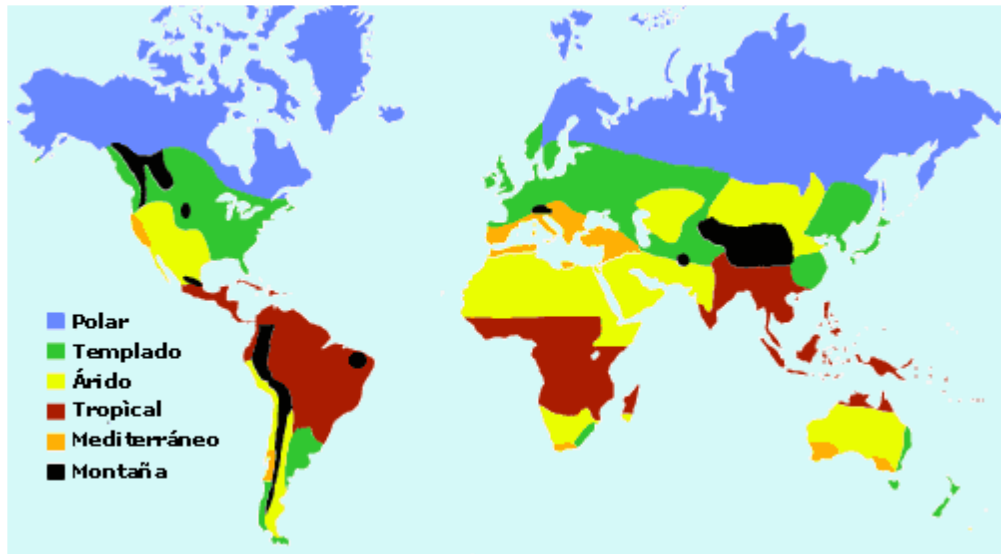 Polar
Templado
Árido
Tropìcal
Mediterráneo
Montaña